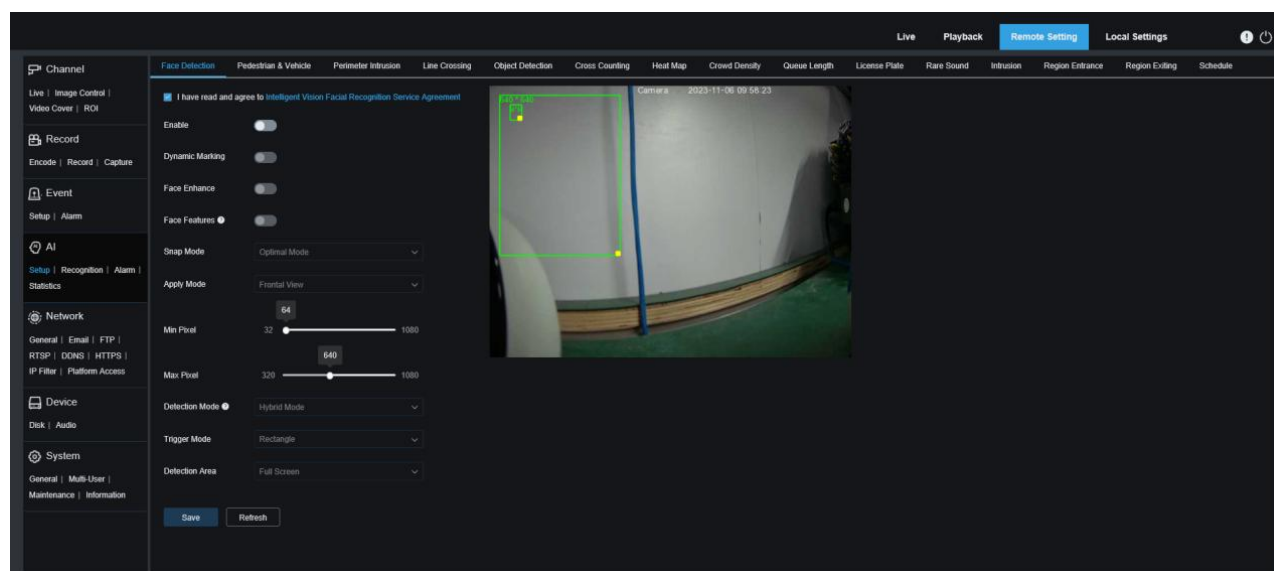 Live Playback Remote Setting Local Settings
Channel
Live | Image Control |
Video Cover | ROI
Record
Encode | Record | Capture
Event
Setup | Alarm
AI
Setup | Recognition | Alarm |
Statistics
Network
General | Email | FTP |
RTSP | DDNS | HTTPS |
IP Filter | Platform Access
Device
Disk | Audio
System
General | Multi-User |
Maintenance | Information
Face Detection Pedestrian & Vehicle Perimeter Intrusion Line Crossing Object Detection Cross Counting Heat Map Crowd Density Queue Length License Plate Rare Sound Intrusion Region Entrance Region Exiting Schedule
I have read and agree to Intelligent Vision Facial Recognition Service Agreement
Enable
Dynamic Marking
Face Enhance
Face Features
Snap Mode Optimal Mode
Apply Mode Frontal View
64
Min Pixel 32 1080
640
Max Pixel 320 1080
Detection Mode Hybrid Mode
Trigger Mode Rectangle
Detection Area Full Screen
Save Refresh
Camera 2023-11-06 09:56:23
640 * 640